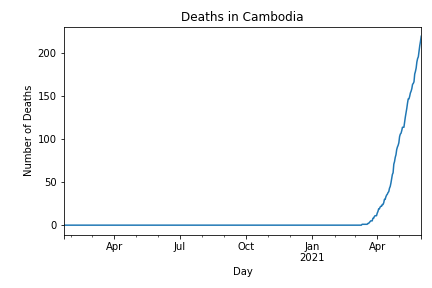 Deaths in Cambodia
Number of Deaths
200
150
100
50
0
Apr
Jul
Oct
Jan
2021
Apr
Day